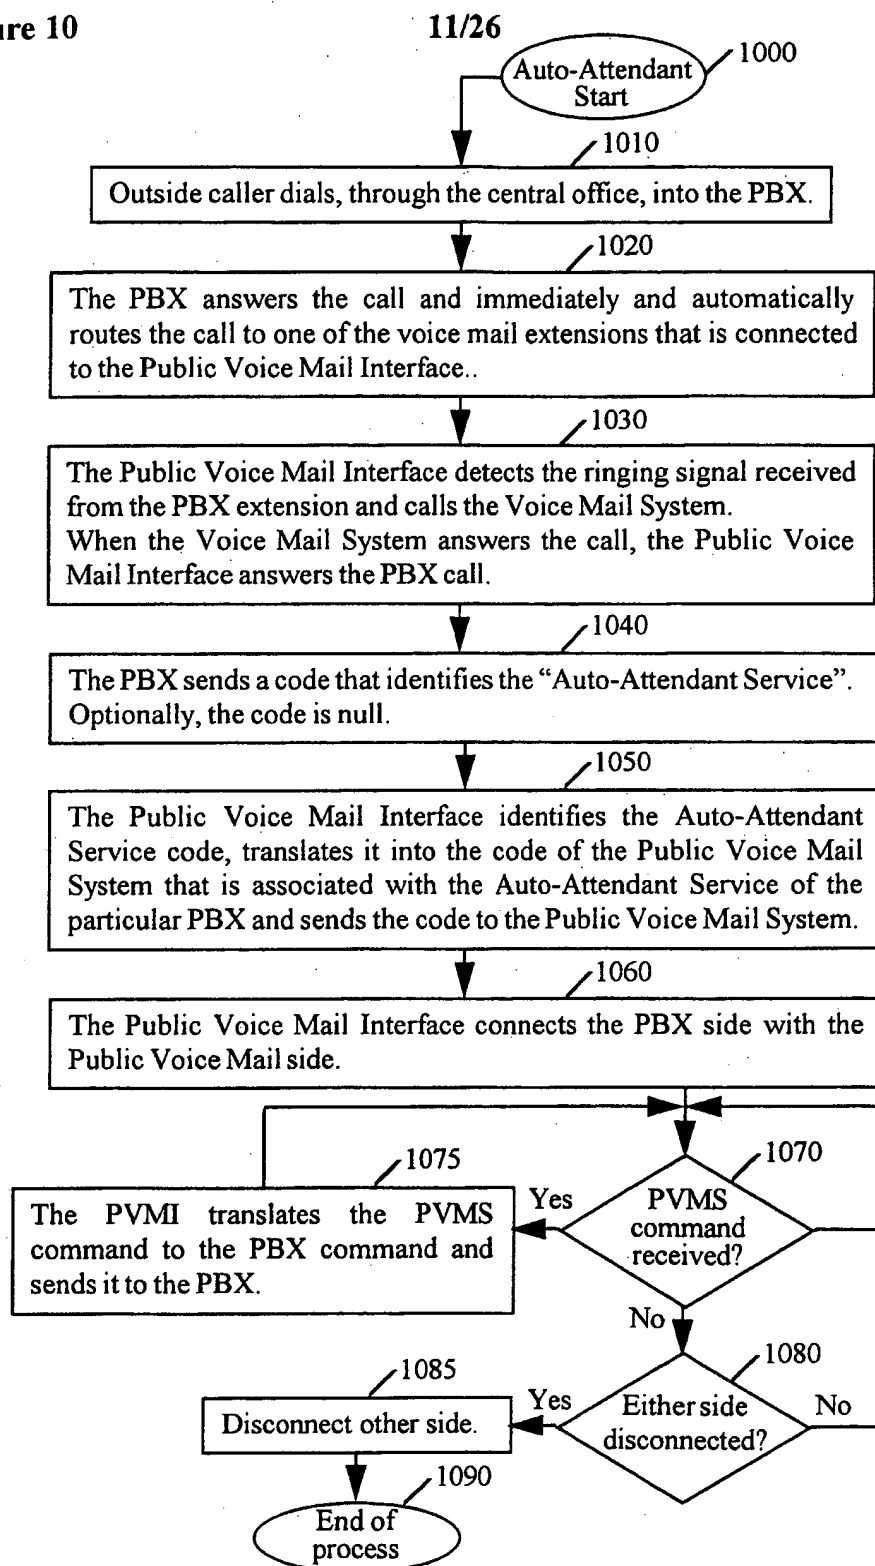 ure 10
11/26
Auto-Attendant
Start
1000
1010
Outside caller dials, through the central office, into the PBX.
1020
The PBX answers the call and immediately and automatically
routes the call to one of the voice mail extensions that is connected
to the Public Voice Mail Interface..
1030
The Public Voice Mail Interface detects the ringing signal received
from the PBX extension and calls the Voice Mail System.
When the Voice Mail System answers the call, the Public Voice
Mail Interface answers the PBX call.
1040
The PBX sends a code that identifies the “Auto-Attendant Service”.
Optionally, the code is null.
1050
The Public Voice Mail Interface identifies the Auto-Attendant
Service code, translates it into the code of the Public Voice Mail
System that is associated with the Auto-Attendant Service of the
particular PBX and sends the code to the Public Voice Mail System.
1060
The Public Voice Mail Interface connects the PBX side with the
Public Voice Mail side.
1070
PVMS
command
received?
Yes
1075
The PVMI translates the PVMS
command to the PBX command and
sends it to the PBX.
No
1080
Either side
disconnected?
No
Yes
1085
Disconnect other side.
1090
End of
process